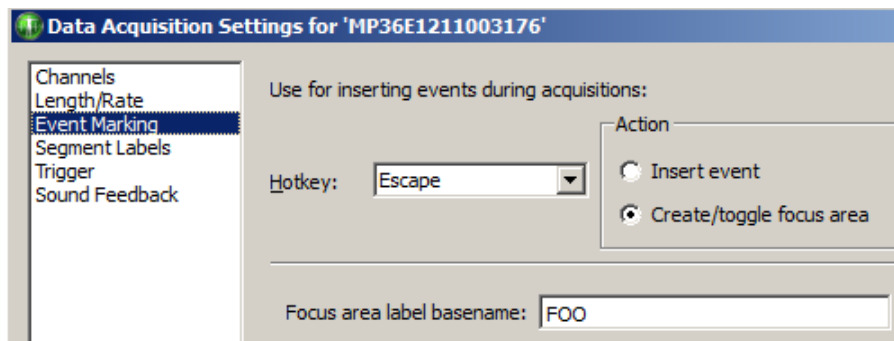 Data Acquisition Settings for 'MP36E1211003176'
Channels
Length/Rate
Event Marking
Segment Labels
Trigger
Sound Feedback
Use for inserting events during acquisitions:
Action
Hotkey: Escape
Insert event
Create/toggle focus area
Focus area label basename: FOO